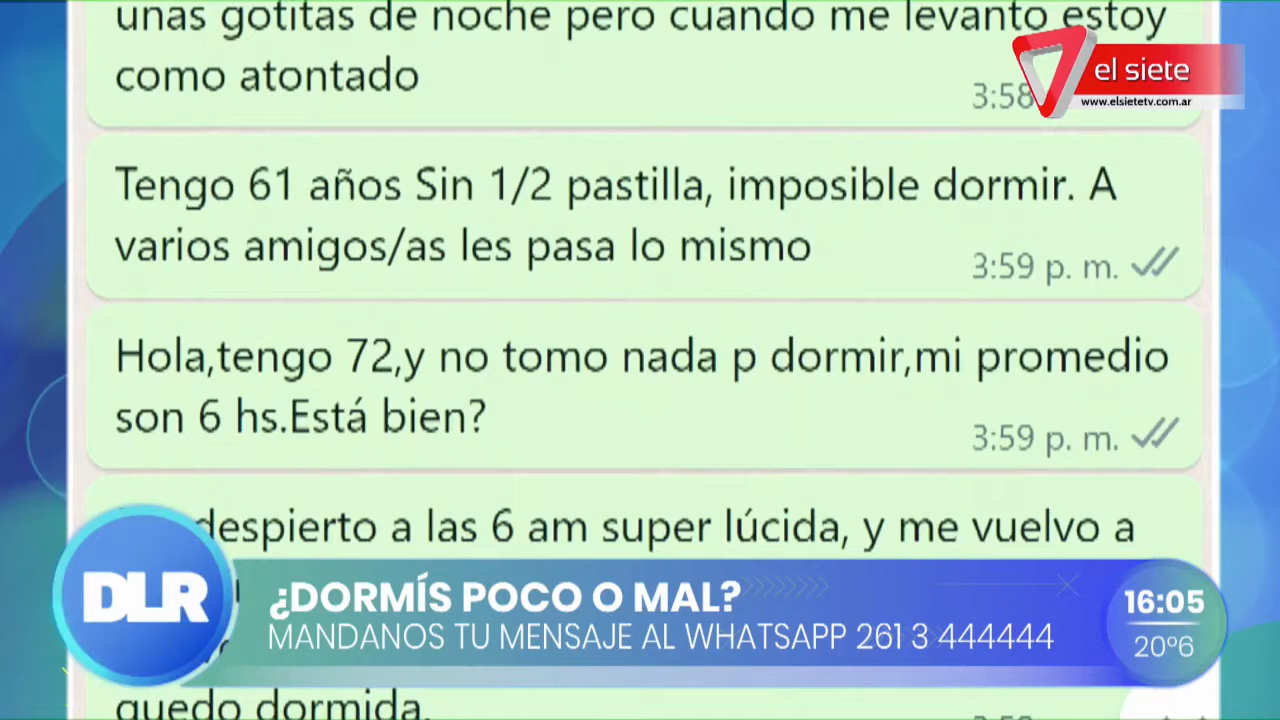 unas gotitas de noche pero cuando me levanto estoy
como atontado
3:58
el siete
www.elsietetv.com.ar
Tengo 61 años Sin 1/2 pastilla, imposible dormir. A
varios amigos/as les pasa lo mismo
3:59 p. m.
Hola,tengo 72,y no tomo nada p dormir,mi promedio
son 6 hs.Está bien?
3:59 p. m.
despierto a las 6 am super lúcida, y me vuelvo a
DLR
¿DORMÍS POCO O MAL?
MANDANOS TU MENSAJE AL WHATSAPP 261 3 444444
16:05
20°6
quedo dormida.